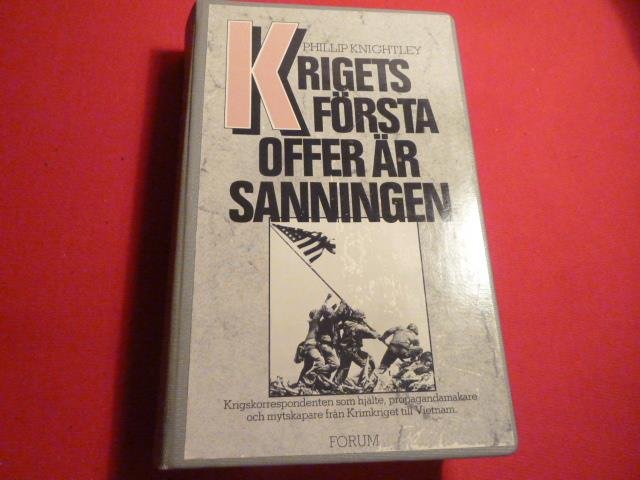 PHILLIP KNIGHTLEY
KRIGETS
FÖRSTA
OFFER ÄR
SANNINGEN
Krigskorrespondenten som hjälte, propagandamakare
och mytskapare från Krimkriget till Vietnam.
FORUM